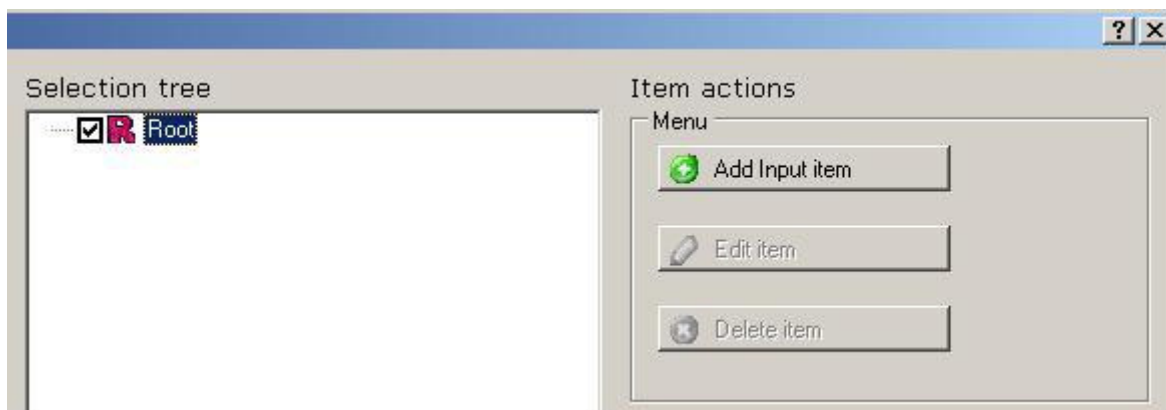 Selection tree
Root
Item actions
Menu
Add Input item
Edit item
Delete item